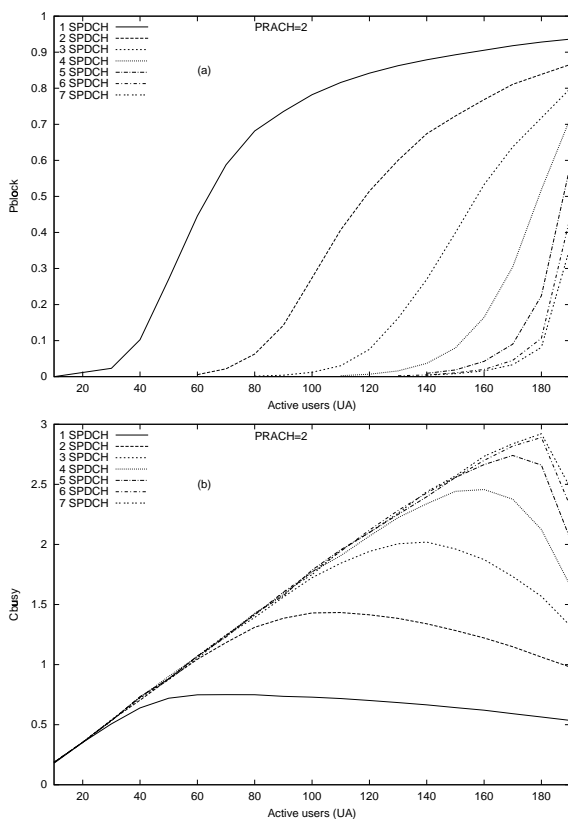 1
PRACH=2
1 SPDCH
2 SPDCH
0.9
3 SPDCH
4 SPDCH
5 SPDCH
(a)
6 SPDCH
0.8
7 SPDCH
0.7
0.6
Pblock
0.5
0.4
0.3
0.2
0.1
0
20 40 60 80 100 120 140 160 180
Active users (UA)
3
1 SPDCH
PRACH=2
2 SPDCH
3 SPDCH
4 SPDCH
2.5
5 SPDCH
(b)
6 SPDCH
7 SPDCH
2
Cbusy
1.5
1
0.5
0
20 40 60 80 100 120 140 160 180
Active users (UA)